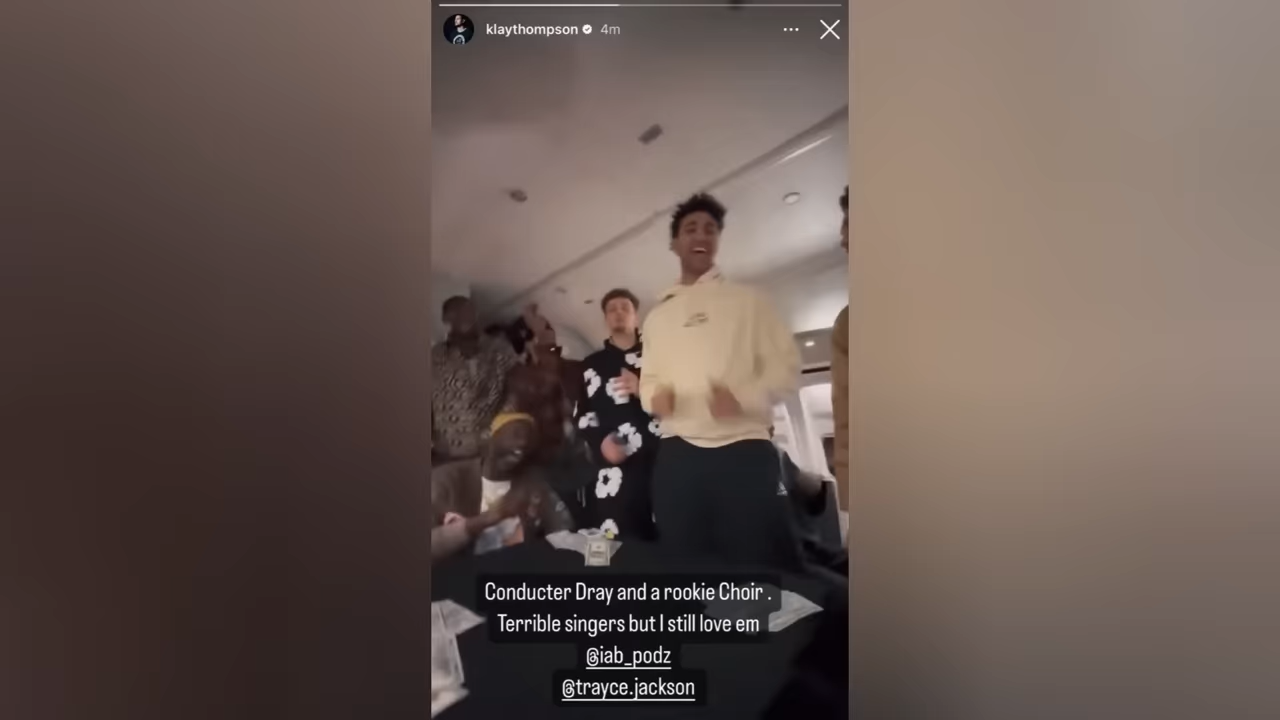 klaythompson 4m
Conducter Dray and a rookie Choir .
Terrible singers but I still love em
@iab_podz
@trayce.jackson